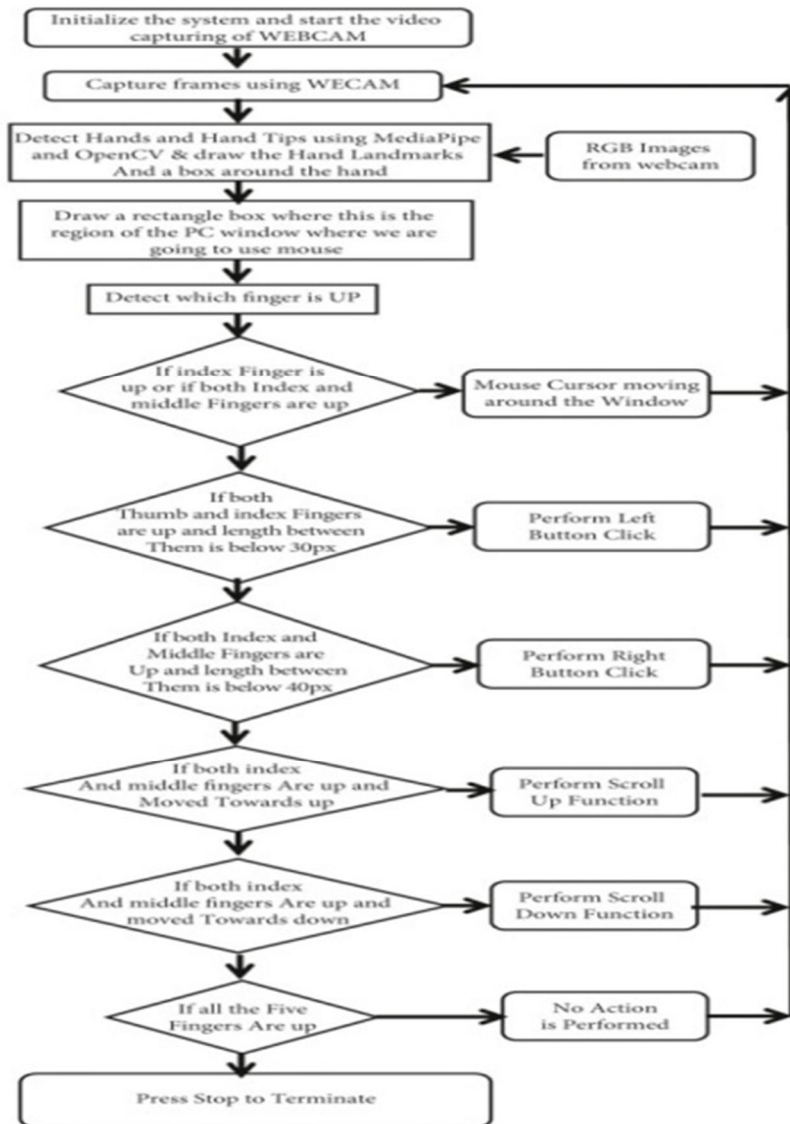 Initialize the system and start the video
capturing of WEBCAM
Capture frames using WECAM
Detect Hands and Hand Tips using MediaPipe
and OpenCV & draw the Hand Landmarks
And a box around the hand
RGB Images
from webcam
Draw a rectangle box where this is the
region of the PC window where we are
going to use mouse
Detect which finger is UP
If index Finger is
up or if both Index and
middle Fingers are up
Mouse Cursor moving
around the Window
If both
Thumb and index Fingers
are up and length between
Them is below 30px
Perform Left
Button Click
If both Index and
Middle Fingers are
Up and length between
Them is below 40px
Perform Right
Button Click
If both index
And middle fingers Are up and
Moved Towards up
Perform Scroll
Up Function
If both index
And middle fingers Are up and
moved Towards down
Perform Scroll
Down Function
If all the Five
Fingers Are up
No Action
is Performed
Press Stop to Terminate